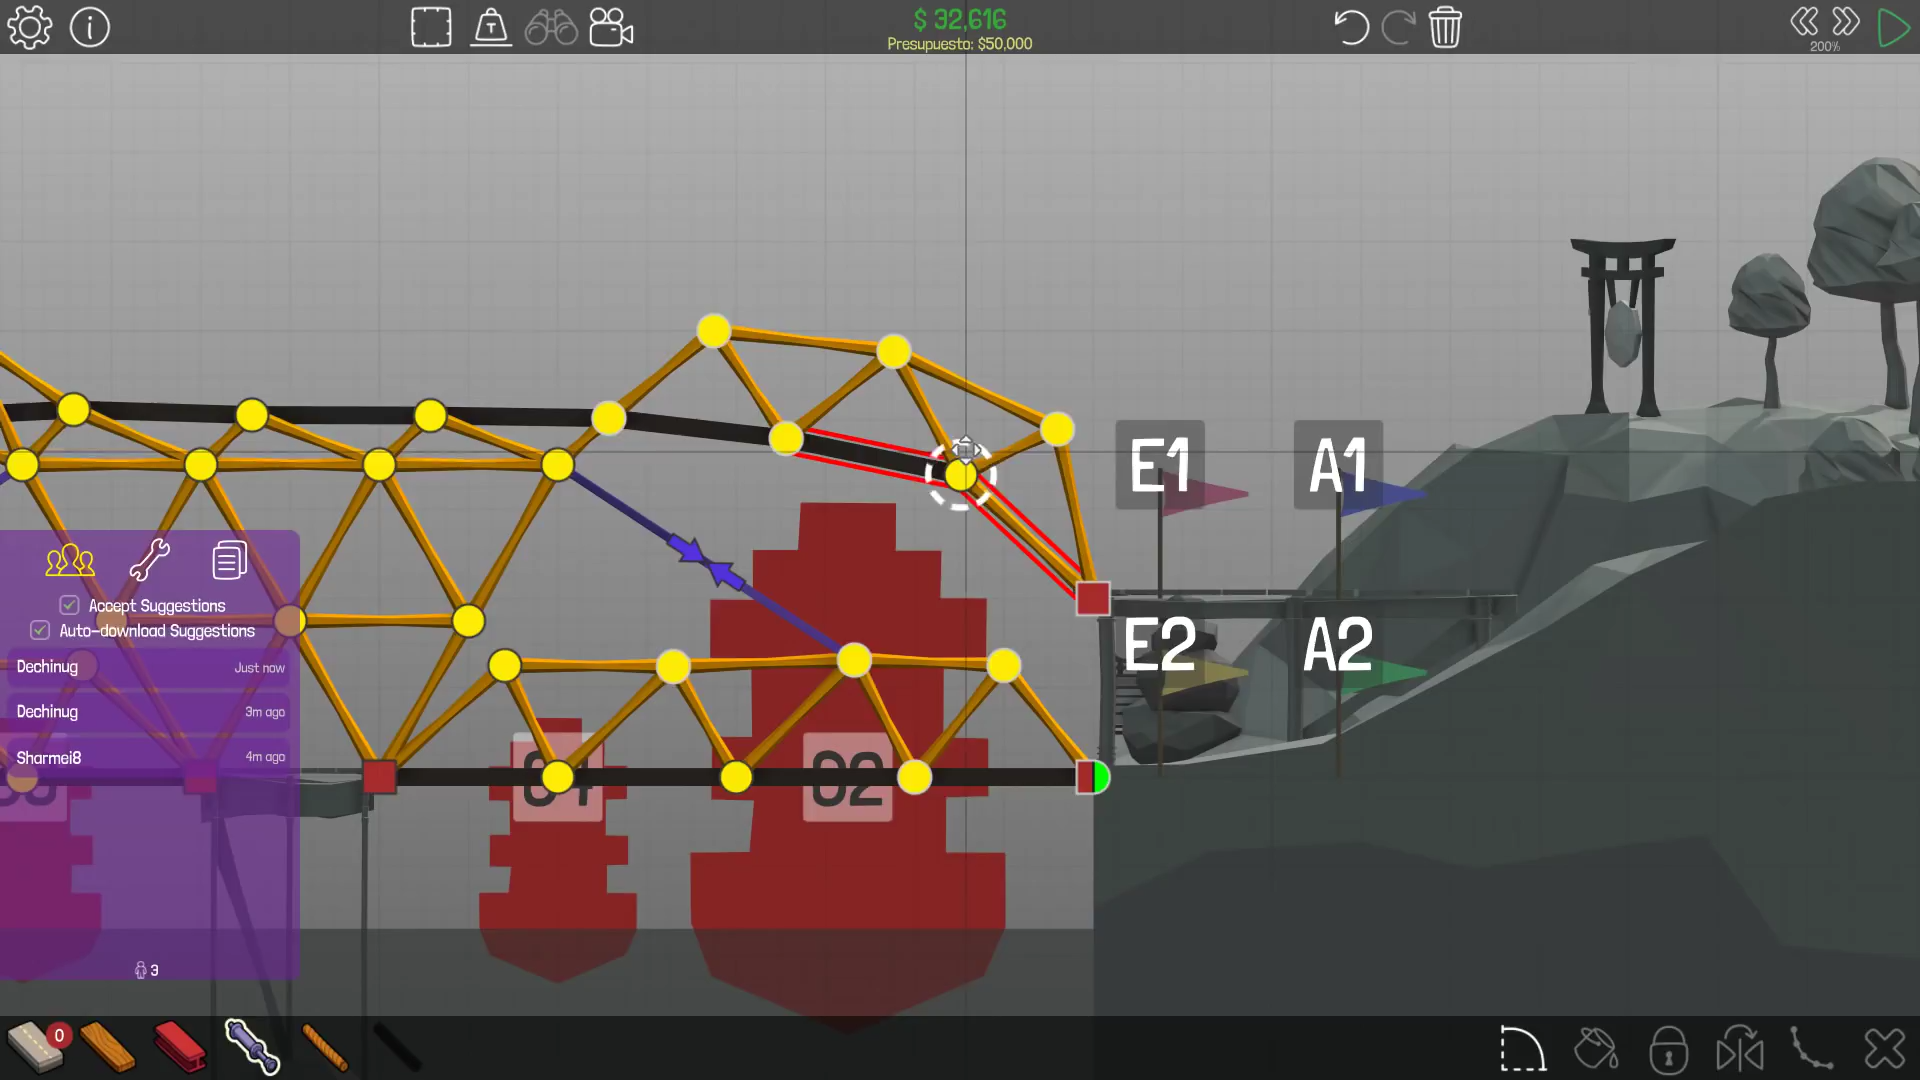 $ 32,616
Presupuesto: $50,000
200%
E1
A1
E2
A2
Accept Suggestions
Auto-download Suggestions
Dechinug
Just now
Dechinug
3m ago
Sharmei8
4m ago
02
3
0